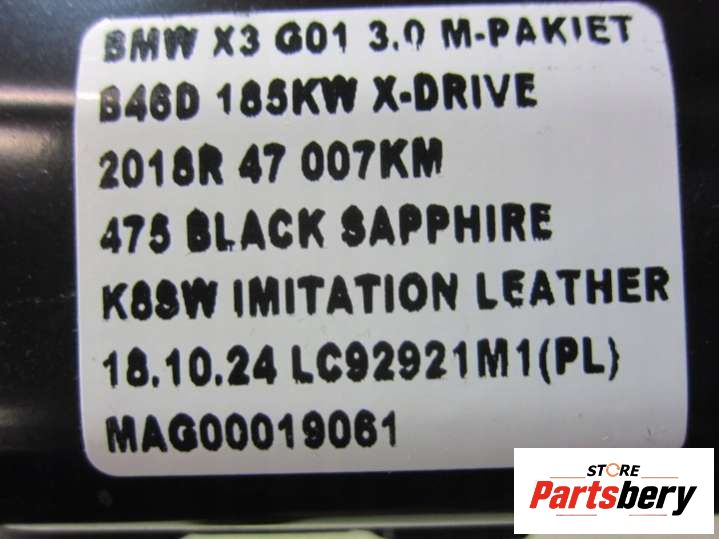 BMW X3 G01 3.0 M-PAKIET
B46D 185KW X-DRIVE
2018R 47 007KM
475 BLACK SAPPHIRE
K8SW IMITATION LEATHER
18.10.24 LC92921M1(PL)
MAG00019061
STORE
Partsbery